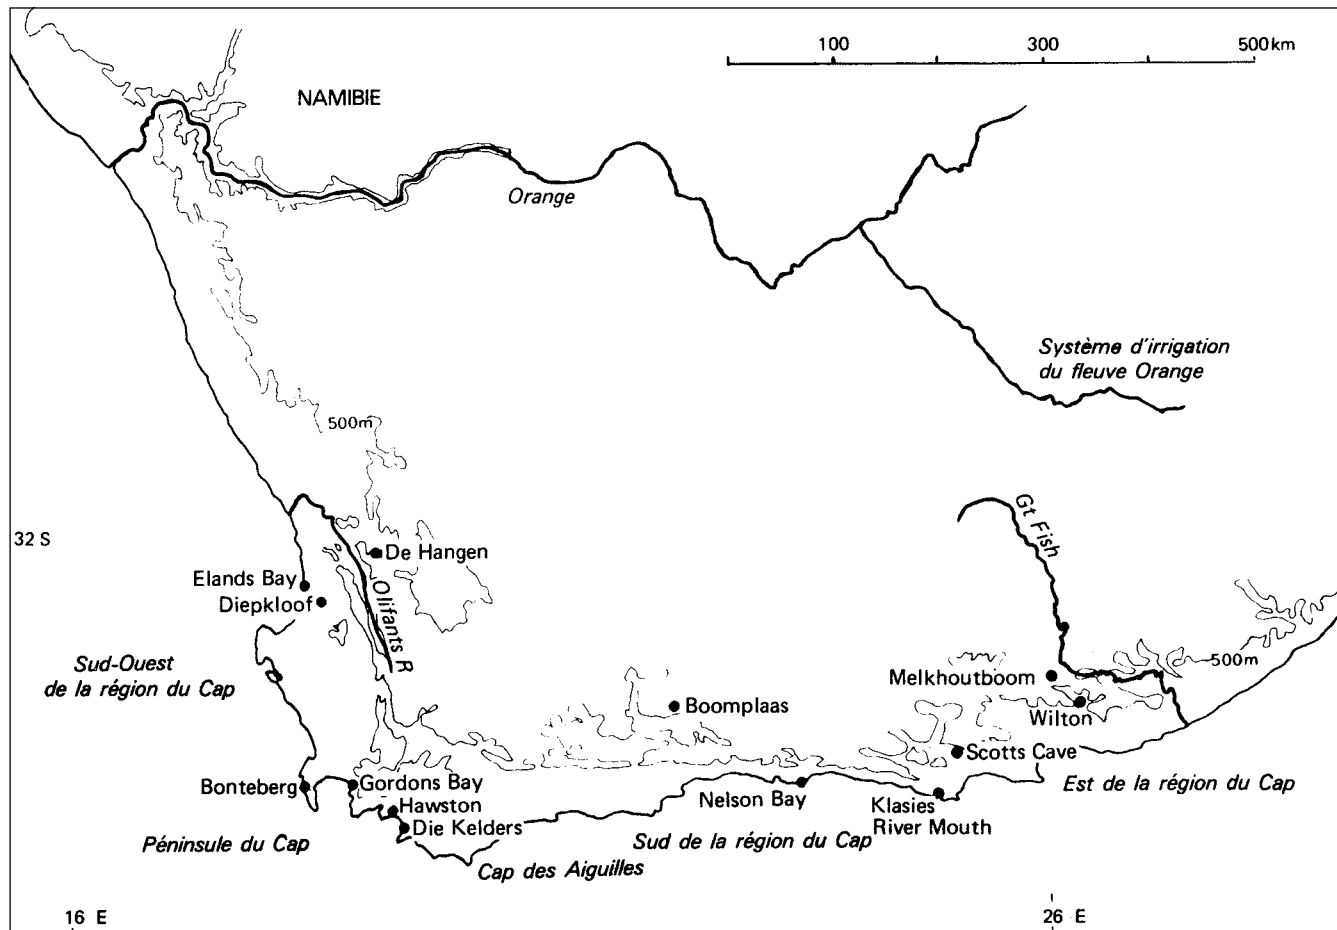 100 300 500 km
NAMIBIE
Orange
Système d'irrigation
du fleuve Orange
500m
Gt Fish
32 S
De Hangen
Elands Bay
Diepkloof
Olifants R
Sud-Ouest
de la région du Cap
500m
Melkhoutboom
Boomplaas
Wilton
Scotts Cave
Est de la région du Cap
Bonteberg
Gordons Bay
Nelson Bay
Klasies
River Mouth
Hawston
Die Kelders
Péninsule du Cap
Sud de la région du Cap
Cap des Aiguilles
16 E
26 E